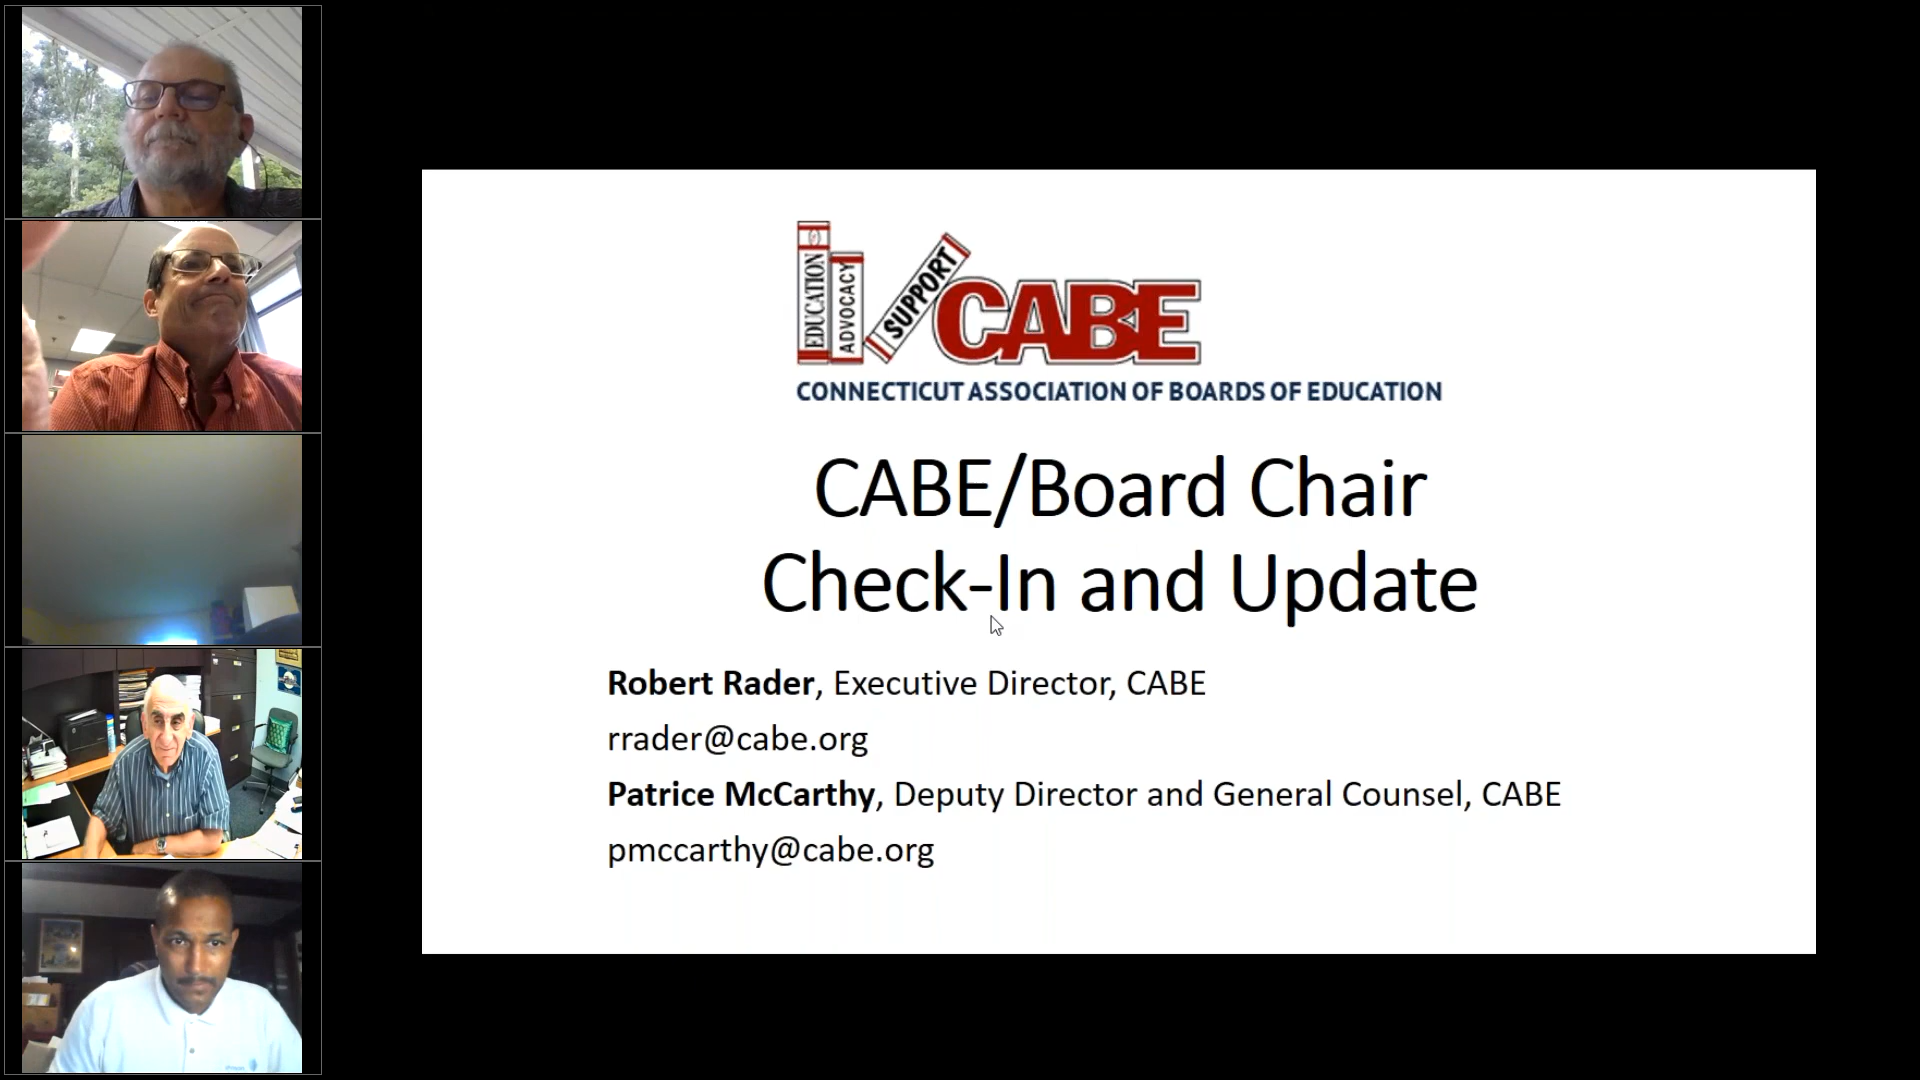 EDUCATION
ADVOCACY
SUPPORT
CABE
CONNECTICUT ASSOCIATION OF BOARDS OF EDUCATION
CABE/Board Chair
Check-In and Update
Robert Rader, Executive Director, CABE
rrader@cabe.org
Patrice McCarthy, Deputy Director and General Counsel, CABE
pmccarthy@cabe.org